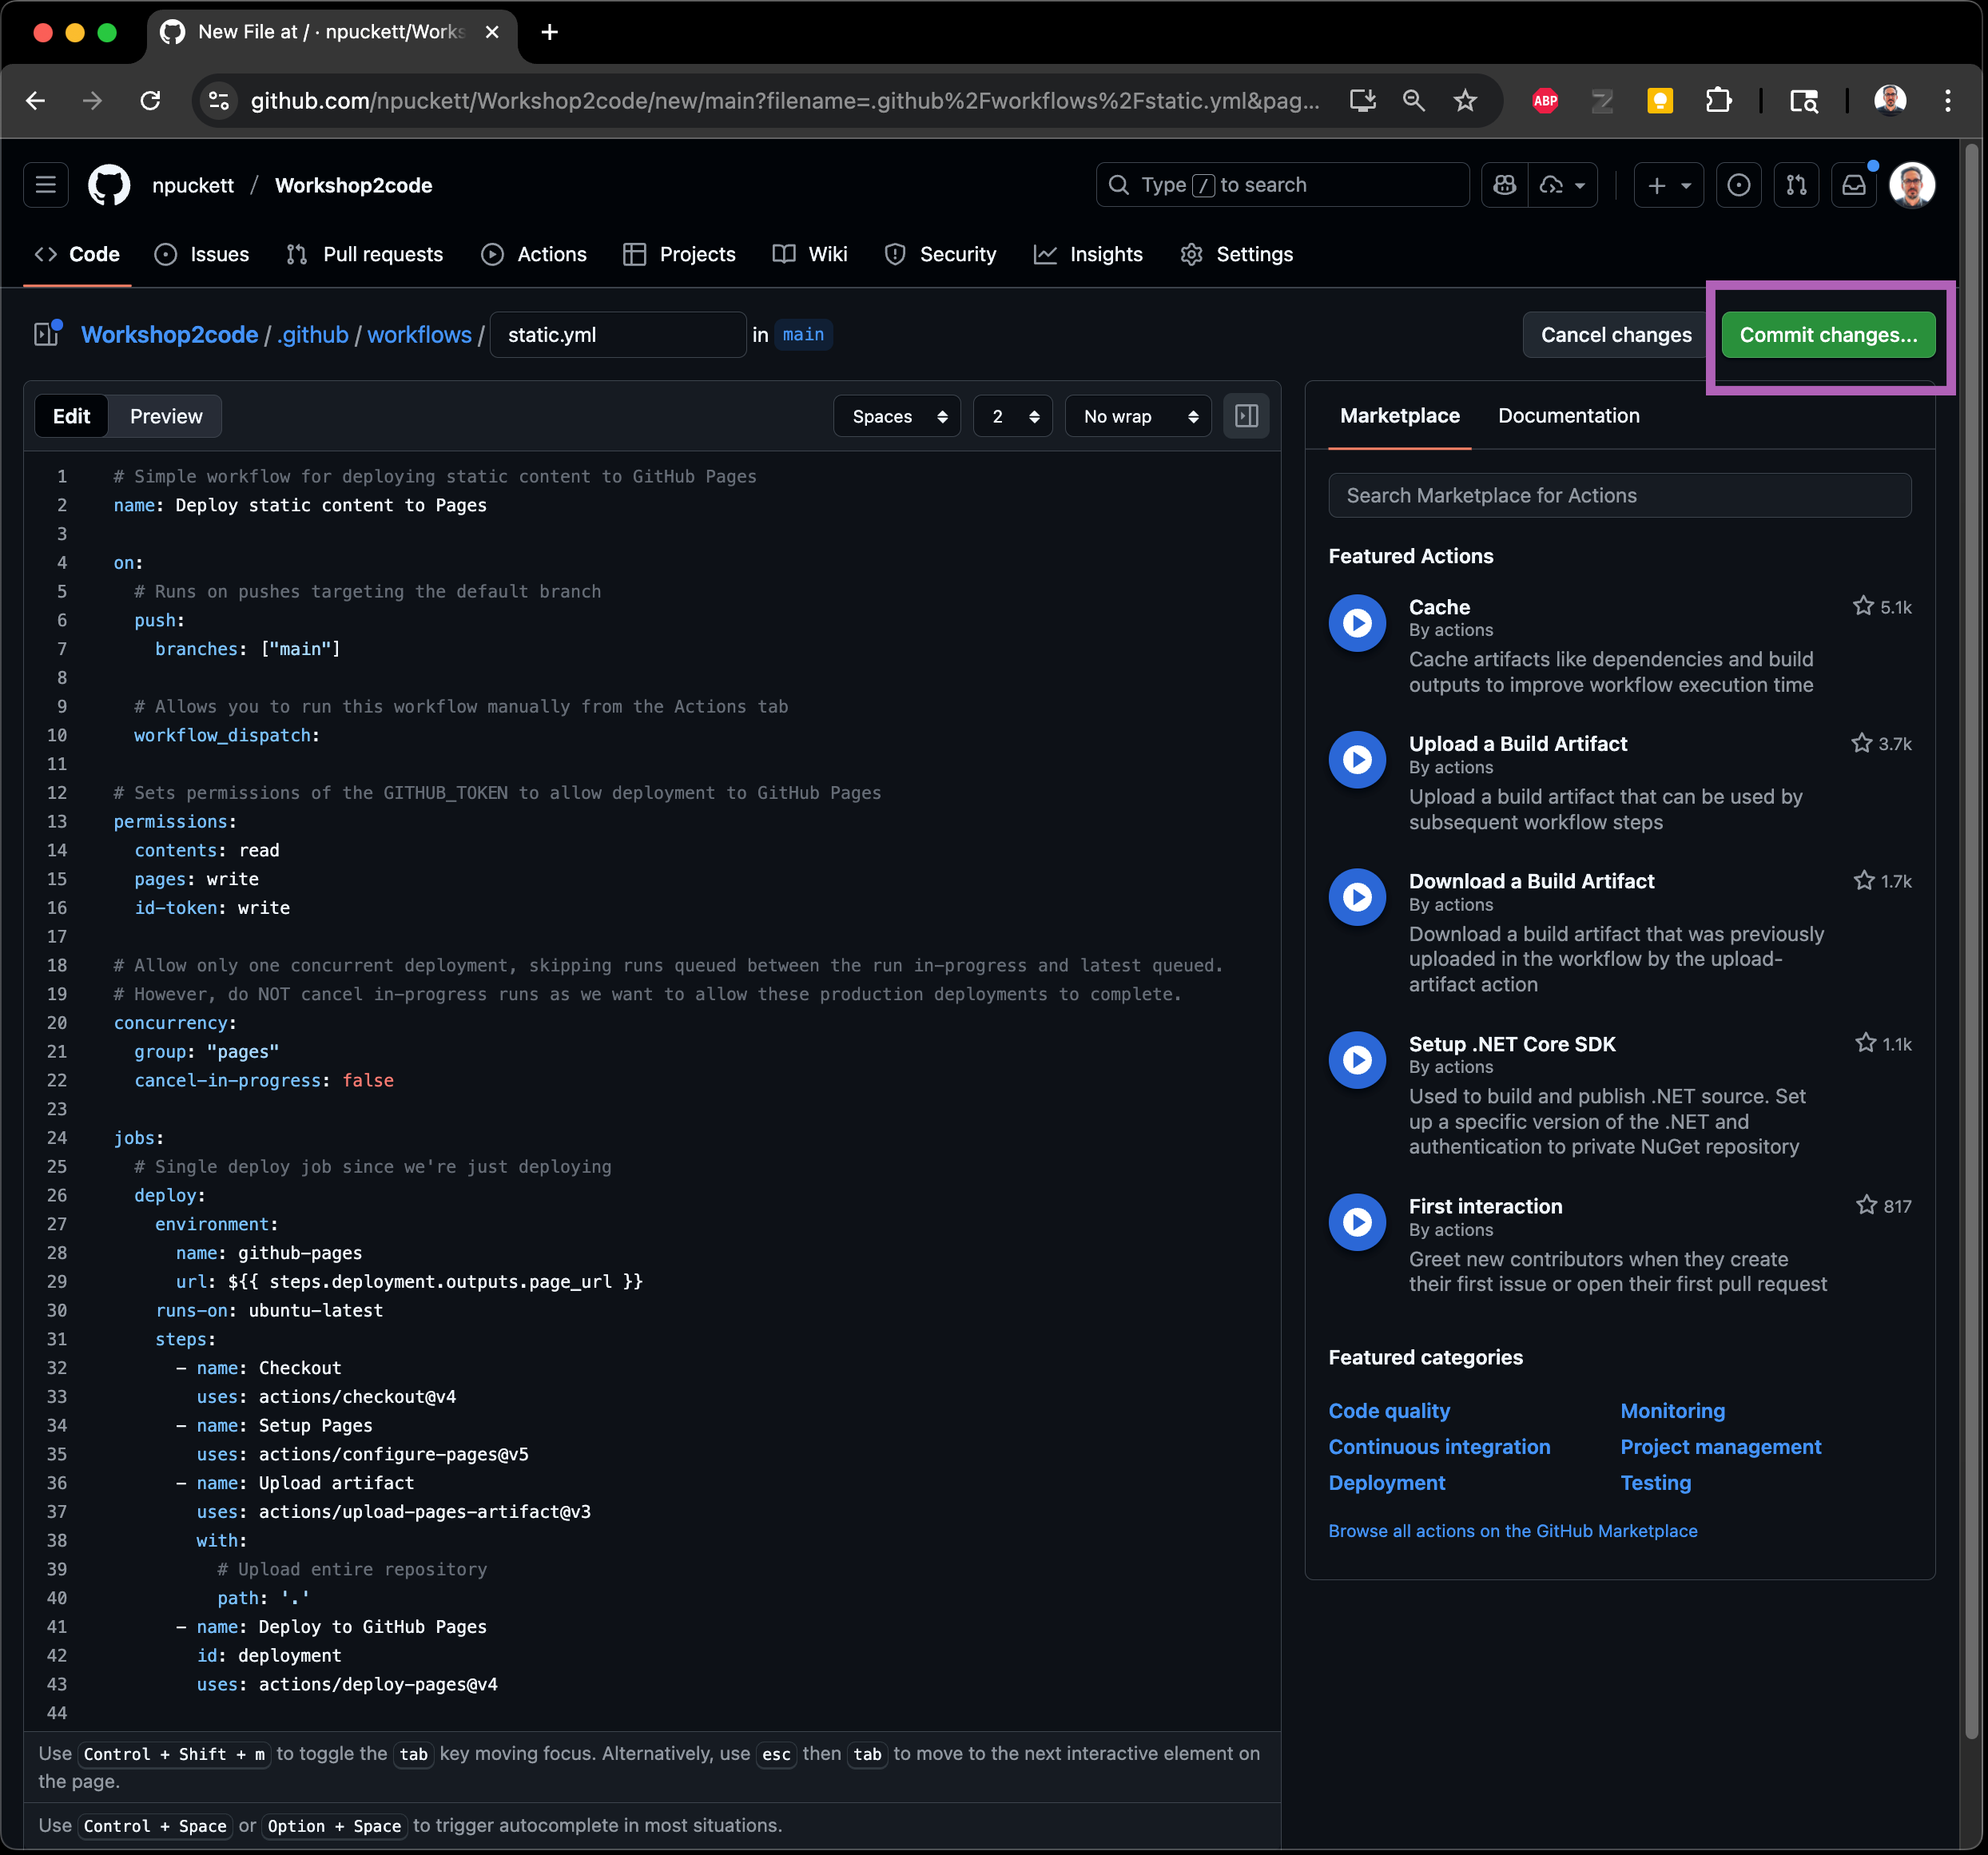 New File at / · npuckett/Works
github.com/npuckett/Workshop2code/new/main?filename=.github%2Fworkflows%2Fstatic.yml&pag...
ABP
Z
npuckett / Workshop2code
Type / to search
Code
Issues
Pull requests
Actions
Projects
Wiki
Security
Insights
Settings
Workshop2code / .github / workflows / static.yml in main
Cancel changes
Commit changes...
Edit
Preview
Spaces
2
No wrap
1 # Simple workflow for deploying static content to GitHub Pages
2 name: Deploy static content to Pages
3
4 on:
5 # Runs on pushes targeting the default branch
6 push:
7 branches: ["main"]
8
9 # Allows you to run this workflow manually from the Actions tab
10 workflow_dispatch:
11
12 # Sets permissions of the GITHUB_TOKEN to allow deployment to GitHub Pages
13 permissions:
14 contents: read
15 pages: write
16 id-token: write
17
18 # Allow only one concurrent deployment, skipping runs queued between the run in-progress and latest queued.
19 # However, do NOT cancel in-progress runs as we want to allow these production deployments to complete.
20 concurrency:
21 group: "pages"
22 cancel-in-progress: false
23
24 jobs:
25 # Single deploy job since we're just deploying
26 deploy:
27 environment:
28 name: github-pages
29 url: ${{ steps.deployment.outputs.page_url }}
30 runs-on: ubuntu-latest
31 steps:
32 - name: Checkout
33 uses: actions/checkout@v4
34 - name: Setup Pages
35 uses: actions/configure-pages@v5
36 - name: Upload artifact
37 uses: actions/upload-pages-artifact@v3
38 with:
39 # Upload entire repository
40 path: '.'
41 - name: Deploy to GitHub Pages
42 id: deployment
43 uses: actions/deploy-pages@v4
44
Use Control + Shift + m to toggle the tab key moving focus. Alternatively, use esc then tab to move to the next interactive element on
the page.
Use Control + Space or Option + Space to trigger autocomplete in most situations.
Marketplace
Documentation
Search Marketplace for Actions
Featured Actions
Cache
5.1k
By actions
Cache artifacts like dependencies and build
outputs to improve workflow execution time
Upload a Build Artifact
3.7k
By actions
Upload a build artifact that can be used by
subsequent workflow steps
Download a Build Artifact
1.7k
By actions
Download a build artifact that was previously
uploaded in the workflow by the upload-
artifact action
Setup .NET Core SDK
1.1k
By actions
Used to build and publish .NET source. Set
up a specific version of the .NET and
authentication to private NuGet repository
First interaction
817
By actions
Greet new contributors when they create
their first issue or open their first pull request
Featured categories
Code quality
Monitoring
Continuous integration
Project management
Deployment
Testing
Browse all actions on the GitHub Marketplace